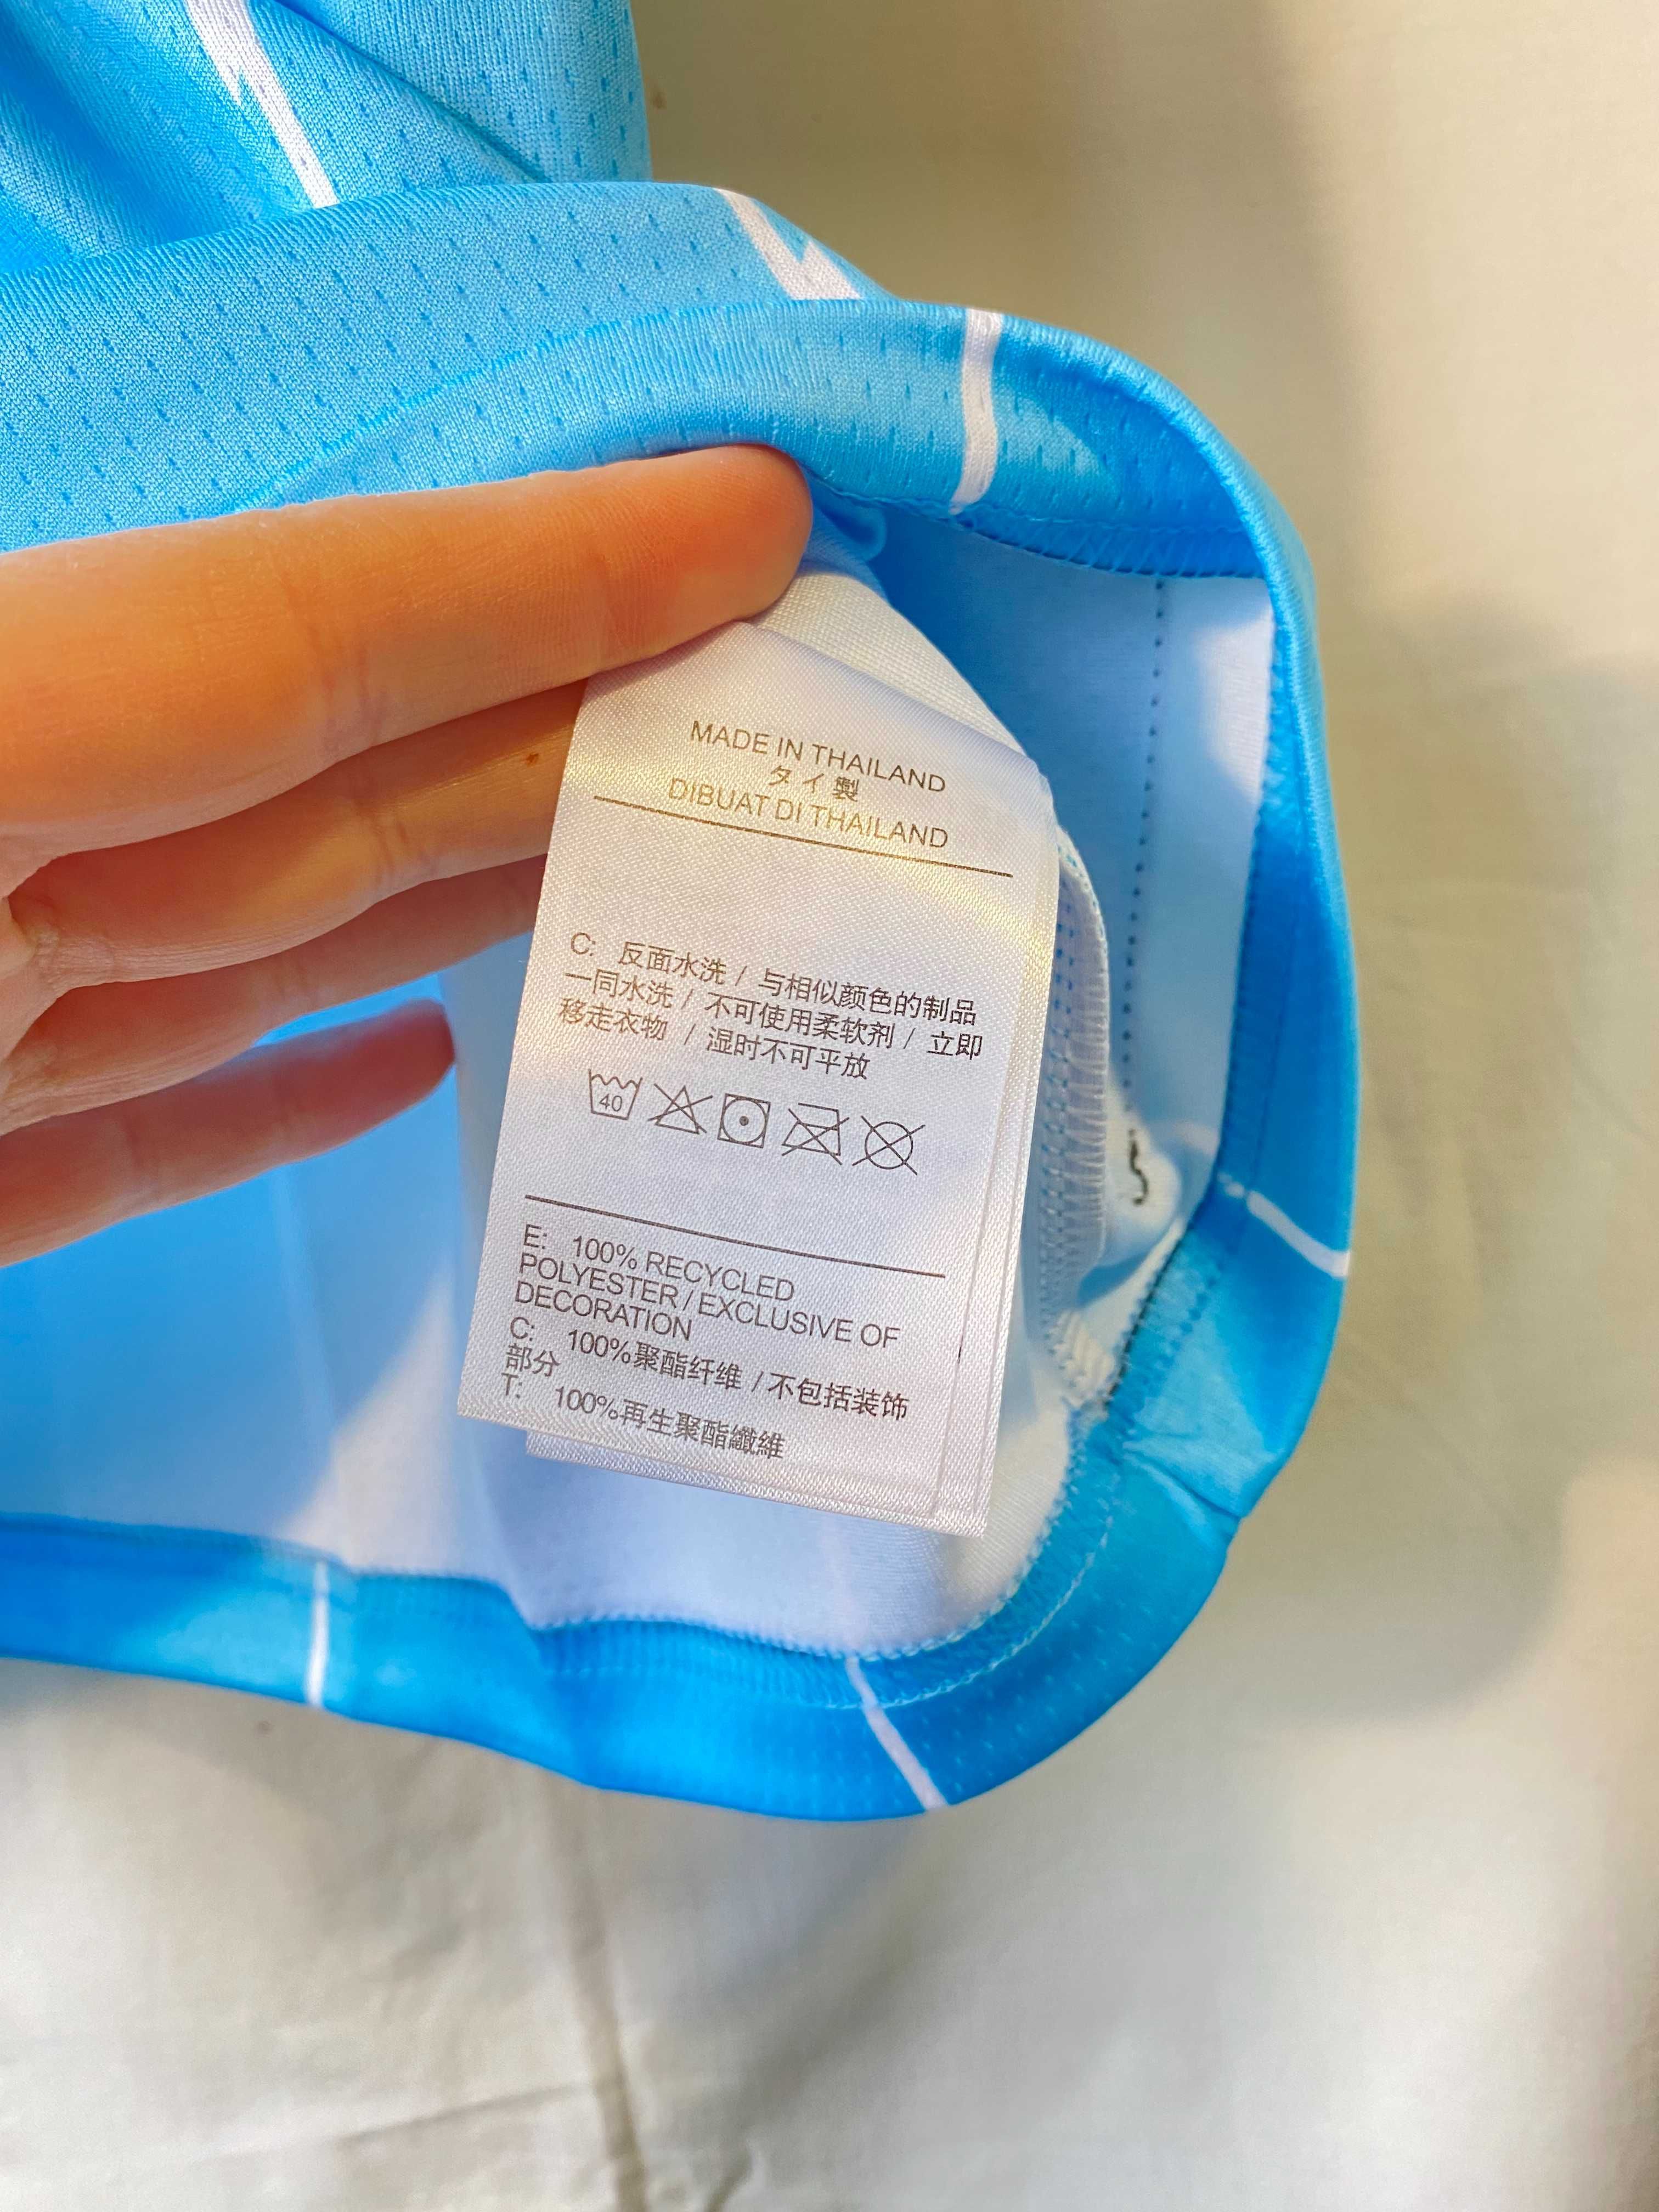 MADE IN THAILAND
タイ製
DIBUAT DI THAILAND
C: 反面水洗 / 与相似颜色的制品
一同水洗 / 不可使用柔软剂 / 立即
移走衣物 / 湿时不可平放
40
E: 100% RECYCLED
POLYESTER / EXCLUSIVE OF
DECORATION
C: 100%聚酯纤维 / 不包括装饰
部分
T: 100%再生聚酯纖維